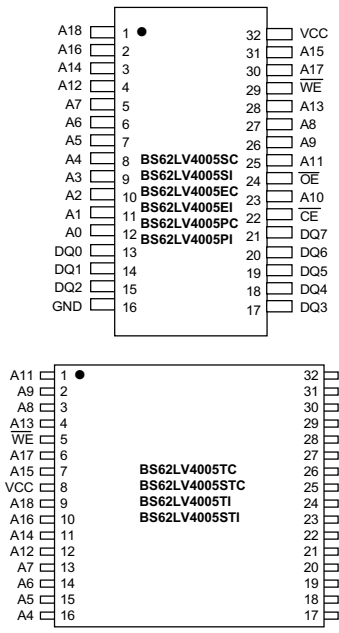 A18 1 32 VCC
A16 2 31 A15
A14 3 30 A17
A12 4 29 WE
A7 5 28 A13
A6 6 27 A8
A5 7 26 A9
A4 8 BS62LV4005SC 25 A11
A3 9 BS62LV4005SI 24 OE
A2 10 BS62LV4005EC 23 A10
A1 11 BS62LV4005EI 22 CE
A0 12 BS62LV4005PC 21 DQ7
DQ0 13 BS62LV4005PI 20 DQ6
DQ1 14 19 DQ5
DQ2 15 18 DQ4
GND 16 17 DQ3
A11 1 32
A9 2 31
A8 3 30
A13 4 29
WE 5 28
A17 6 27
A15 7 BS62LV4005TC 26
VCC 8 BS62LV4005STC 25
A18 9 BS62LV4005TI 24
A16 10 BS62LV4005STI 23
A14 11 22
A12 12 21
A7 13 20
A6 14 19
A5 15 18
A4 16 17